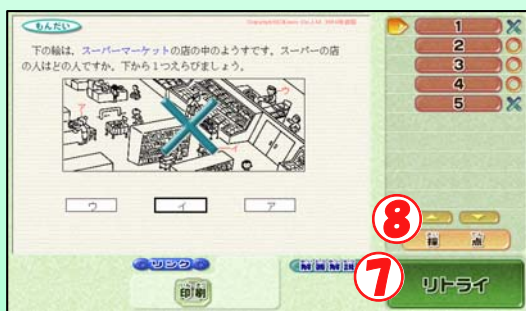 もんだい
下の絵は、スーパーマーケットの店の中のようすです。スーパーの店
の人はどの人ですか。下から1つえらびましょう。
ア
ウ
イ
ウ
イ
ア
1
2
3
4
5
⑧
採 点
リンク
印刷
⑦
リトライ